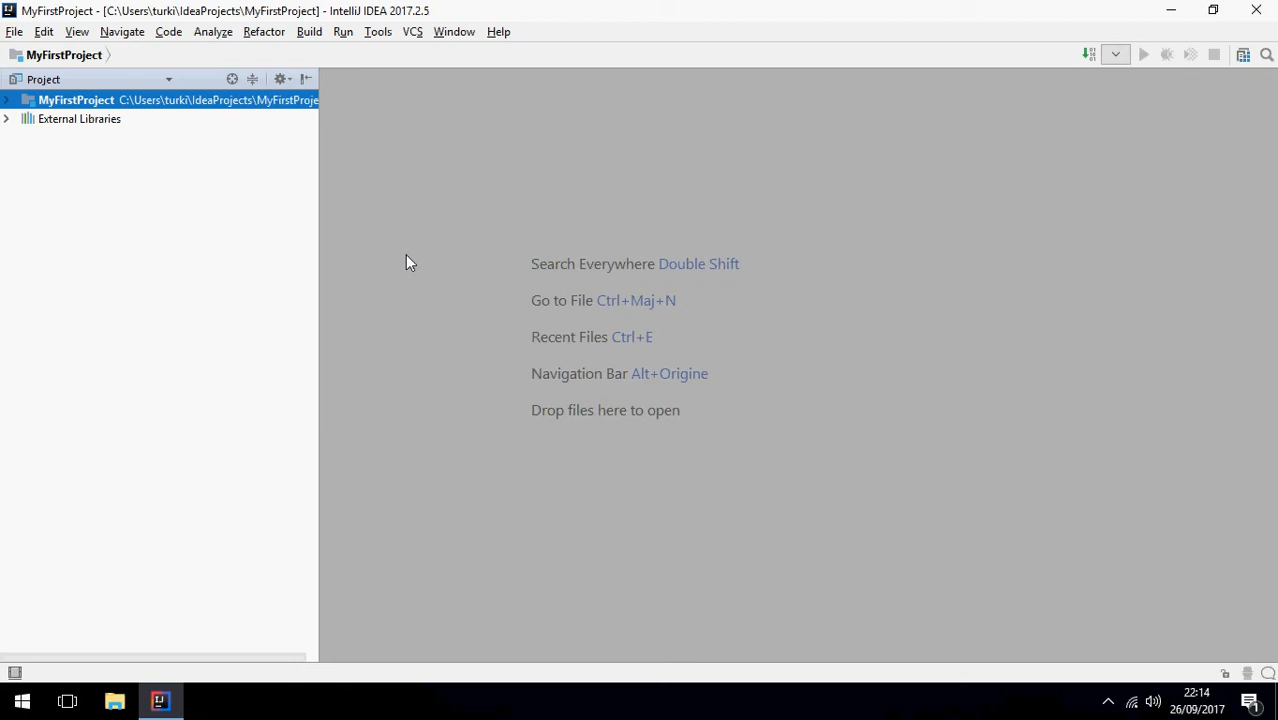 MyFirstProject - [C:\Users\turki\IdeaProjects\MyFirstProject] - IntelliJ IDEA 2017.2.5
File Edit View Navigate Code Analyze Refactor Build Run Tools VCS Window Help
MyFirstProject
Project
MyFirstProject C:\Users\turki\IdeaProjects\MyFirstProje
External Libraries
Search Everywhere Double Shift
Go to File Ctrl+Maj+N
Recent Files Ctrl+E
Navigation Bar Alt+Origine
Drop files here to open
22:14
26/09/2017
1